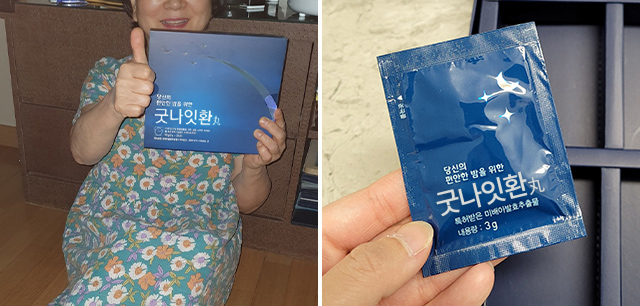 당신의
편안한 밤을 위한
굿나잇환丸
당신의
편안한 밤을 위한
굿나잇환丸
특허받은 미배아발효추출물
내용량 : 3g